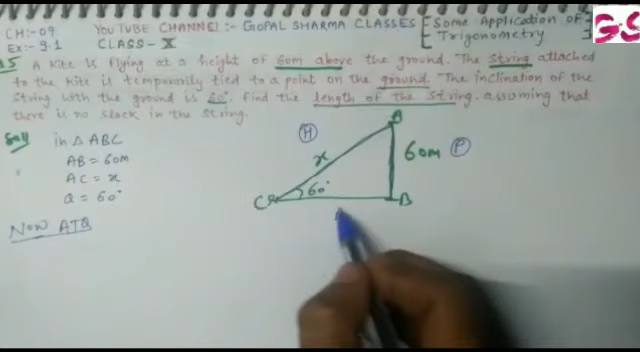 CH:- 09 YOUTUBE CHANNEL:- GOPAL SHARMA CLASSES [Some Application of Trigonometry]
Ex:- 9.1 CLASS-X
GS
5 A kite is flying at a height of 60m above the ground. The string attached
to the kite is temporarily tied to a point on the ground. The inclination of the
string with the ground is 60°. find the length of the string. assuming that
there is no slack in the string.
Sol in △ ABC
AB = 60m
AC = x
Q = 60°
Now ATQ
A
H
x
60m P
60°
C B